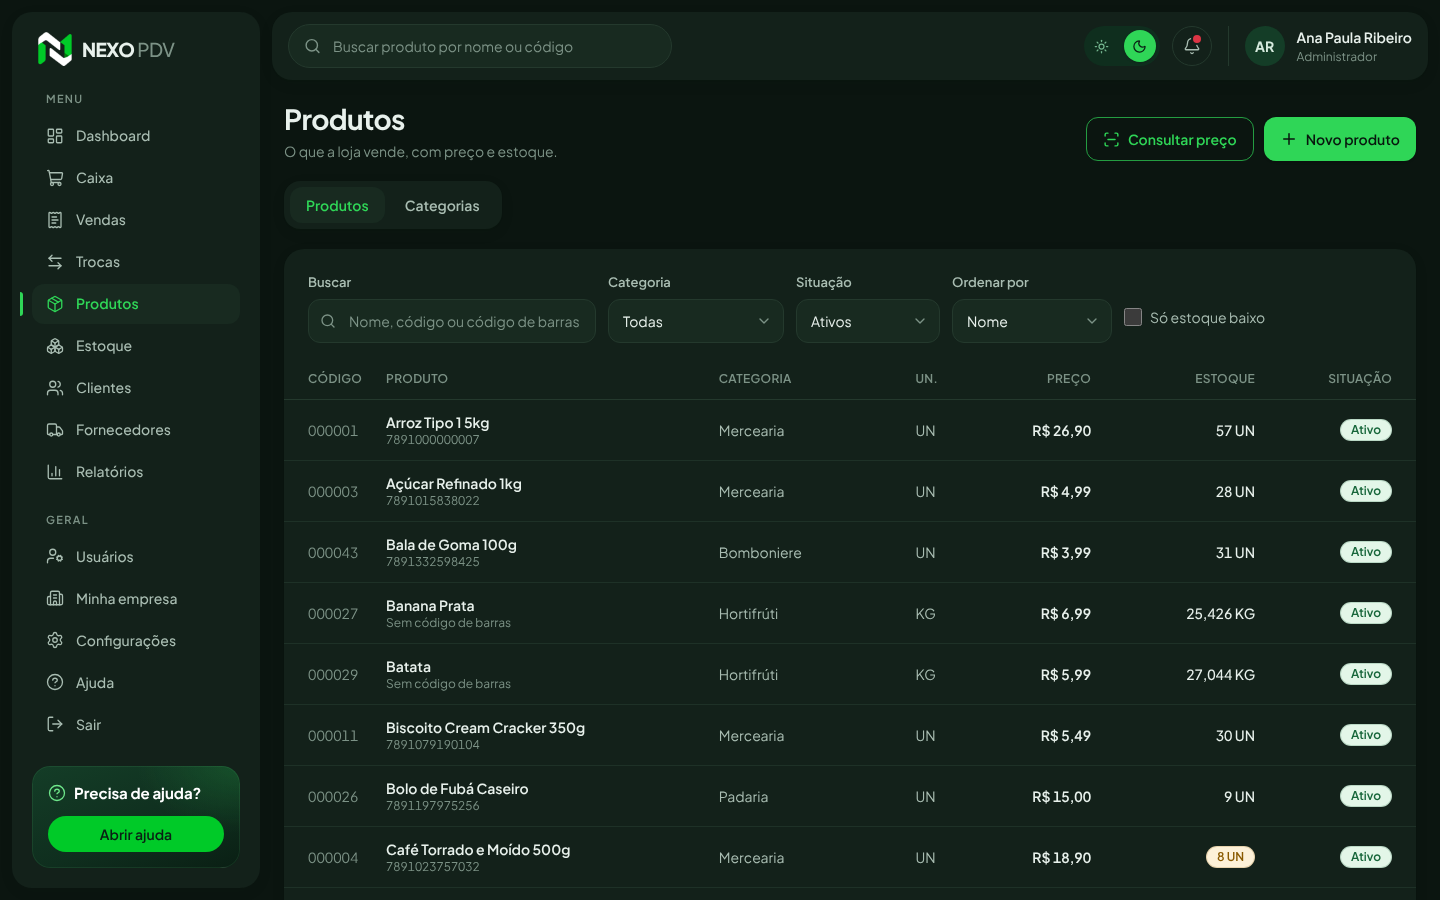 NEXO PDV
MENU
Dashboard
Caixa
Vendas
Trocas
Produtos
Estoque
Clientes
Fornecedores
Relatórios
GERAL
Usuários
Minha empresa
Configurações
Ajuda
Sair
Precisa de ajuda?
Abrir ajuda
Buscar produto por nome ou código
AR
Ana Paula Ribeiro
Administrador
Produtos
O que a loja vende, com preço e estoque.
Consultar preço
Novo produto
Produtos Categorias
Buscar Categoria Situação Ordenar por
Nome, código ou código de barras Todas Ativos Nome Só estoque baixo
CÓDIGO PRODUTO CATEGORIA UN. PREÇO ESTOQUE SITUAÇÃO
000001 Arroz Tipo 1 5kg Mercearia UN R$ 26,90 57 UN Ativo
7891000000007
000003 Açúcar Refinado 1kg Mercearia UN R$ 4,99 28 UN Ativo
7891015838022
000043 Bala de Goma 100g Bomboniere UN R$ 3,99 31 UN Ativo
7891332598425
000027 Banana Prata Hortifrúti KG R$ 6,99 25,426 KG Ativo
Sem código de barras
000029 Batata Hortifrúti KG R$ 5,99 27,044 KG Ativo
Sem código de barras
000011 Biscoito Cream Cracker 350g Mercearia UN R$ 5,49 30 UN Ativo
7891079190104
000026 Bolo de Fubá Caseiro Padaria UN R$ 15,00 9 UN Ativo
7891197975256
000004 Café Torrado e Moído 500g Mercearia UN R$ 18,90 8 UN Ativo
7891023757032